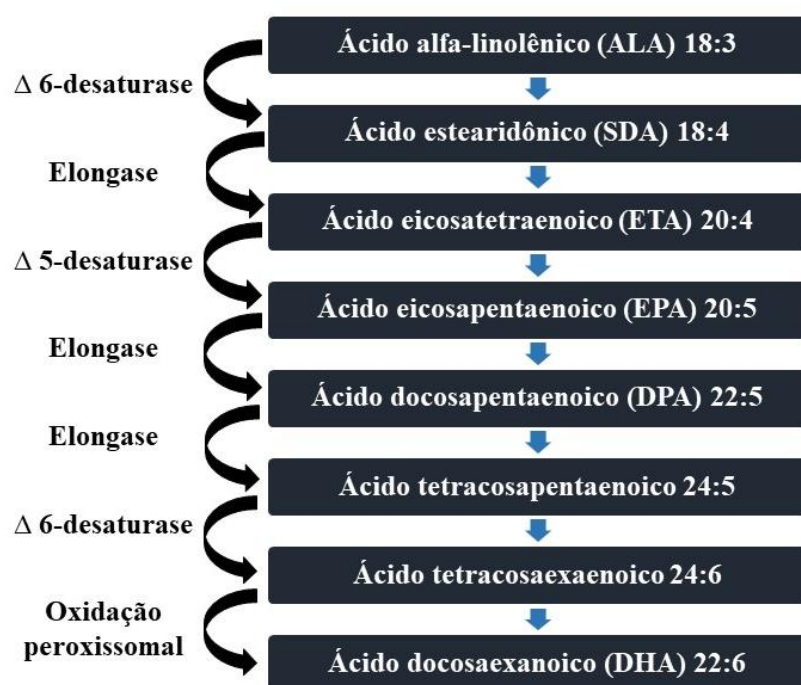 Ácido alfa-linolênico (ALA) 18:3
∆ 6-desaturase
Ácido estearidônico (SDA) 18:4
Elongase
Ácido eicosatetraenoico (ETA) 20:4
∆ 5-desaturase
Ácido eicosapentaenoico (EPA) 20:5
Elongase
Ácido docosapentaenoico (DPA) 22:5
Elongase
Ácido tetracosapentaenoico 24:5
∆ 6-desaturase
Ácido tetracosaexaenoico 24:6
Oxidação
peroxissomal
Ácido docosaexanoico (DHA) 22:6